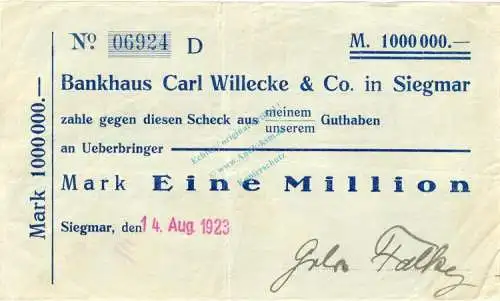 № 06924 D
M. 1000000.—
Mark 1000000.—
Bankhaus Carl Willecke & Co. in Siegmar
zahle gegen diesen Scheck aus meinem
unserem Guthaben
an Ueberbringer
Mark Eine Million
Siegmar, den 14. Aug. 1923